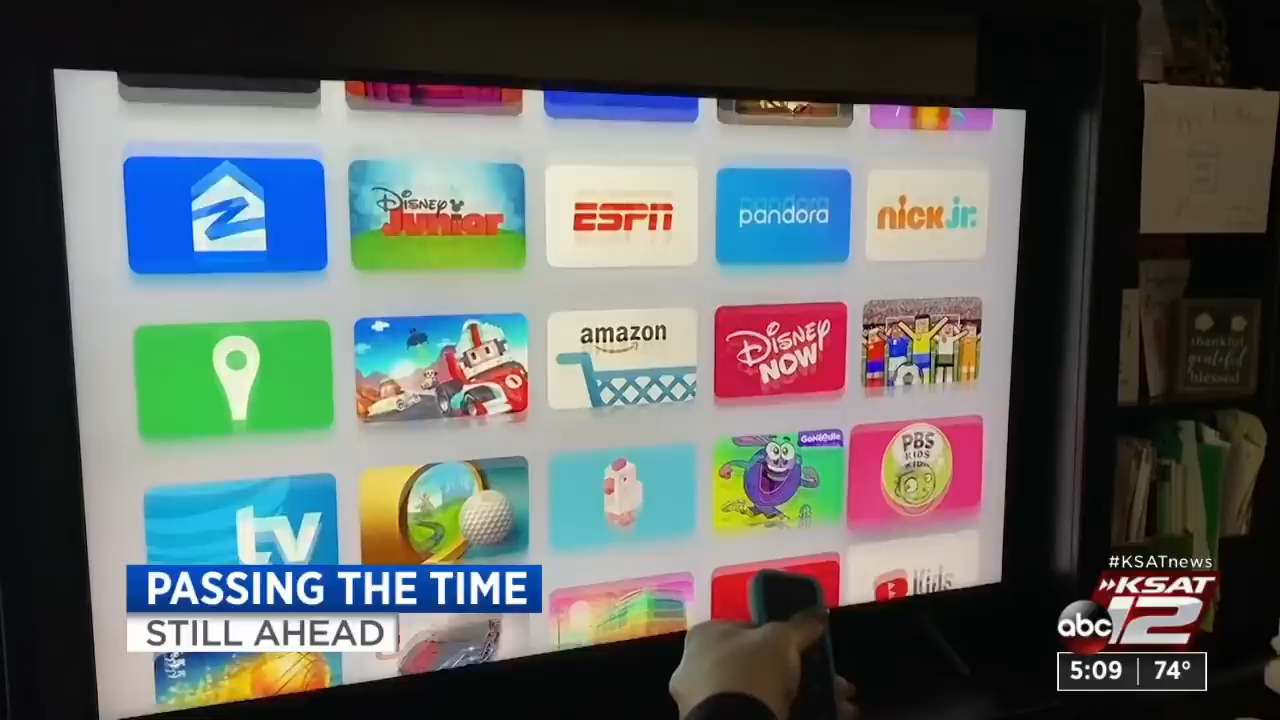 DISNEY
Junior
ESPN
pandora
nick jr.
amazon
DISNEY
NOW
GoNoodle
PBS
KIDS
tv
Kids
thankful
grateful
blessed
PASSING THE TIME
STILL AHEAD
#KSATnews
KSAT
abc 12
5:09 74°